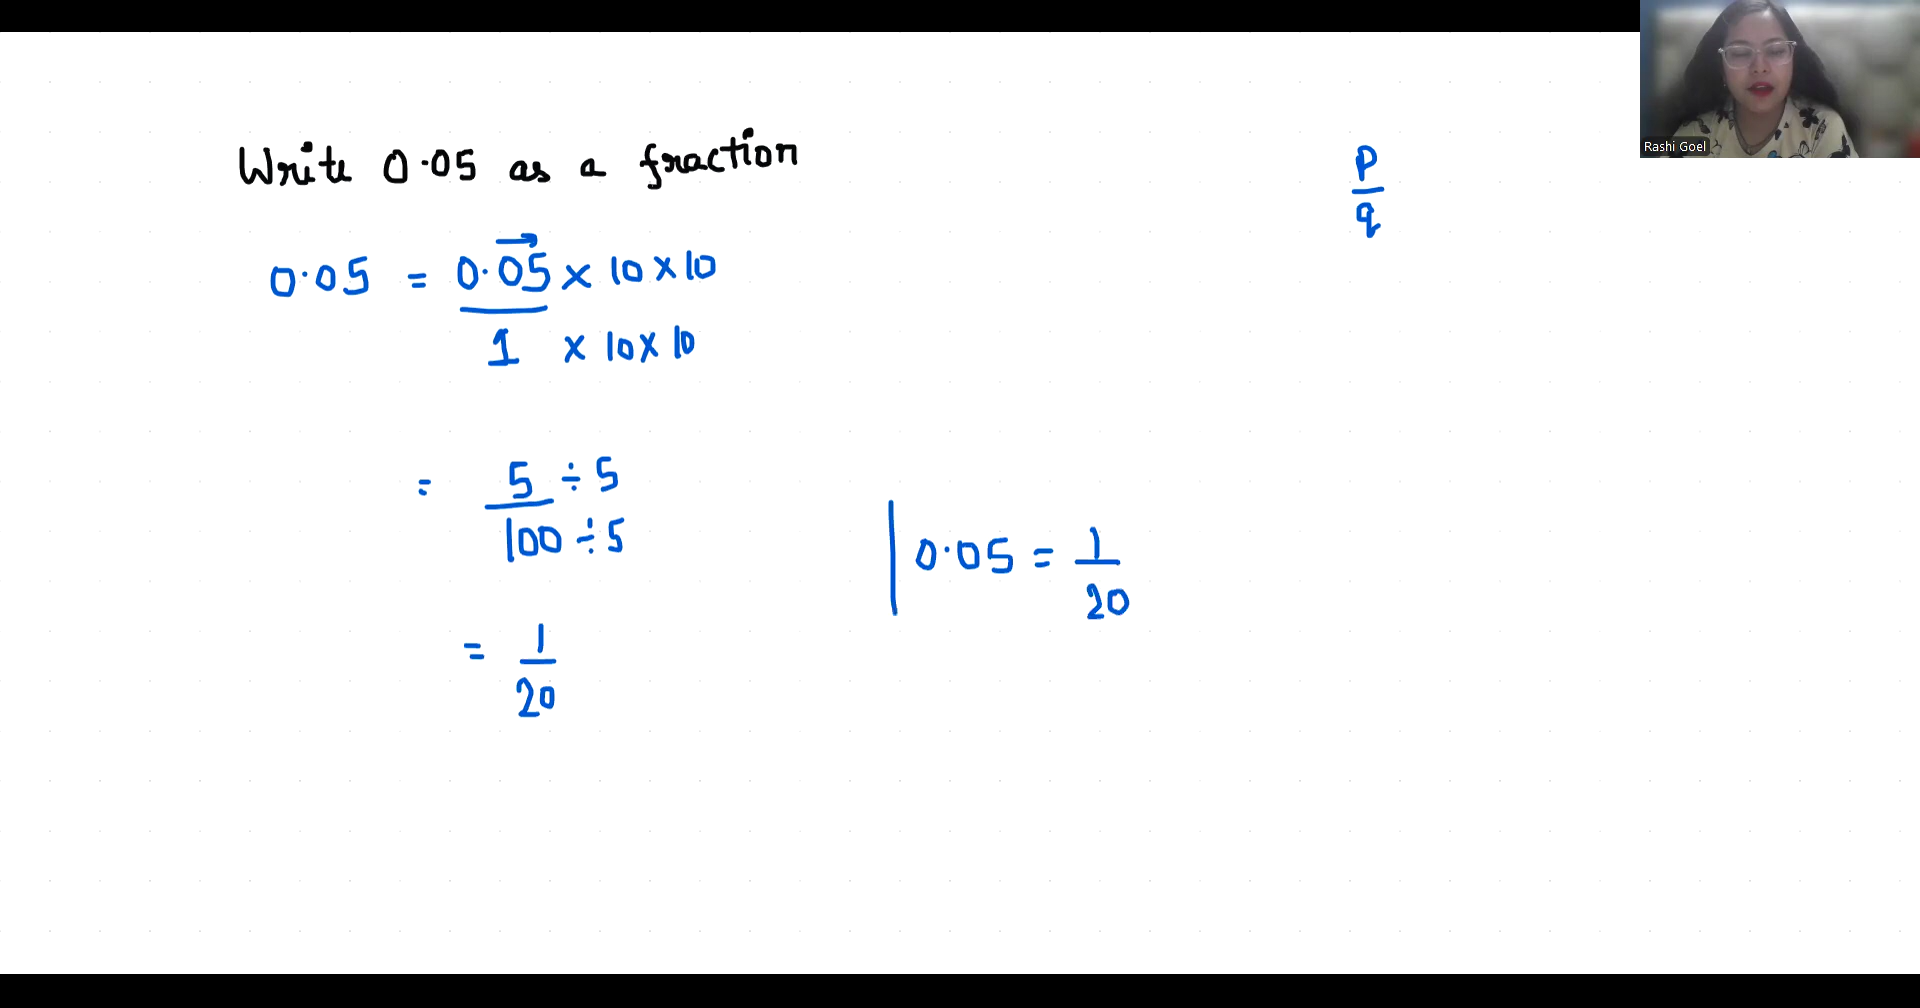 Write 0.05 as a fraction
Rashi Goel
p
q
0.05 = 0.05 × 10 × 10
1 × 10 × 10
= 5 ÷ 5
100 ÷ 5
0.05 = 1
20
= 1
20